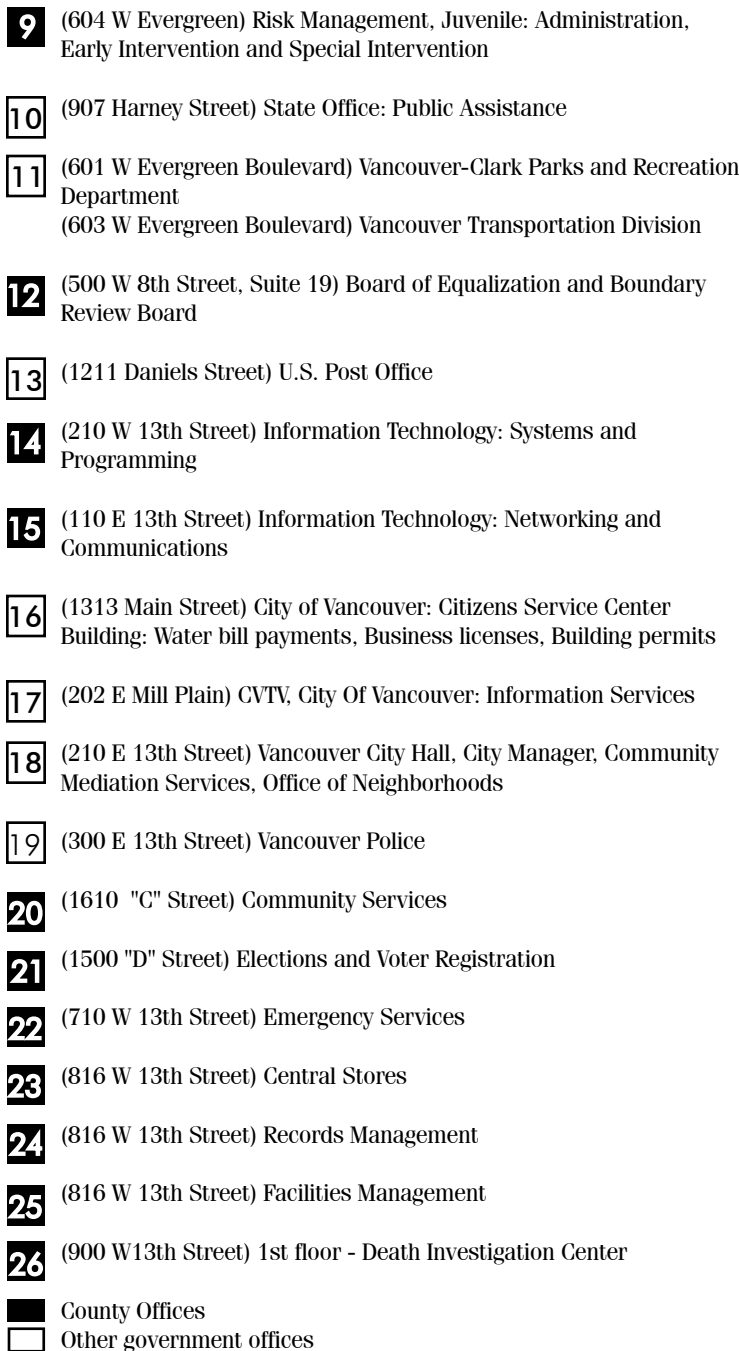 9 (604 W Evergreen) Risk Management, Juvenile: Administration,
Early Intervention and Special Intervention
10 (907 Harney Street) State Office: Public Assistance
11 (601 W Evergreen Boulevard) Vancouver-Clark Parks and Recreation
Department
(603 W Evergreen Boulevard) Vancouver Transportation Division
12 (500 W 8th Street, Suite 19) Board of Equalization and Boundary
Review Board
13 (1211 Daniels Street) U.S. Post Office
14 (210 W 13th Street) Information Technology: Systems and
Programming
15 (110 E 13th Street) Information Technology: Networking and
Communications
16 (1313 Main Street) City of Vancouver: Citizens Service Center
Building: Water bill payments, Business licenses, Building permits
17 (202 E Mill Plain) CVTV, City Of Vancouver: Information Services
18 (210 E 13th Street) Vancouver City Hall, City Manager, Community
Mediation Services, Office of Neighborhoods
19 (300 E 13th Street) Vancouver Police
20 (1610 "C" Street) Community Services
21 (1500 "D" Street) Elections and Voter Registration
22 (710 W 13th Street) Emergency Services
23 (816 W 13th Street) Central Stores
24 (816 W 13th Street) Records Management
25 (816 W 13th Street) Facilities Management
26 (900 W13th Street) 1st floor - Death Investigation Center
County Offices
Other government offices